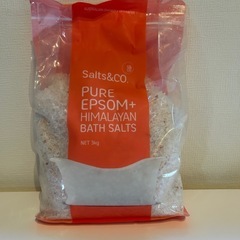 Salts&CO.
PURE
EPSOM+
HIMALAYAN
BATH SALTS
NET 1kg